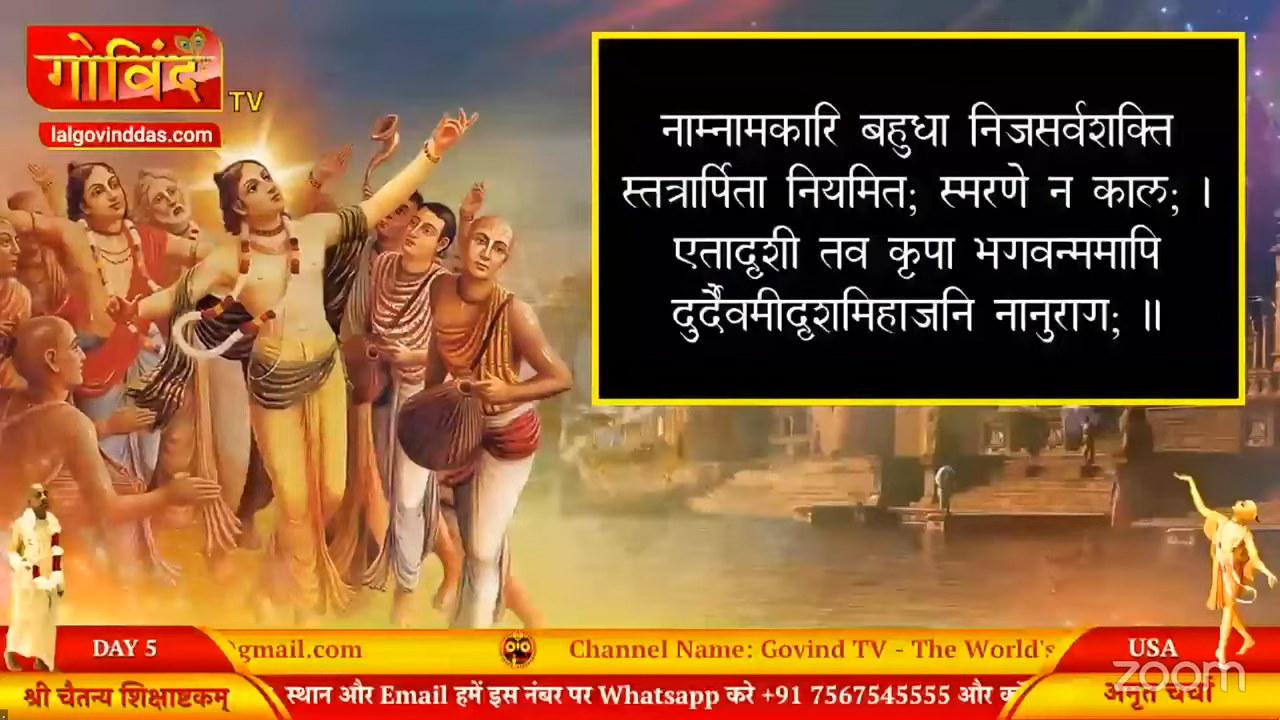 गोविंद
TV
lalgovinddas.com
नाम्नामकारि बहुधा निजसर्वशक्ति
स्तत्रार्पिता नियमित; स्मरणे न काल; ।
एतादृशी तव कृपा भगवन्ममापि
दुर्दैवमीदृशमिहाजनि नानुराग; ॥
DAY 5
@gmail.com
Channel Name: Govind TV - The World's
USA
zoom
श्री चैतन्य शिक्षाष्टकम्
स्थान और Email हमें इस नंबर पर Whatsapp करे +91 7567545555 और
अमृत चर्चा